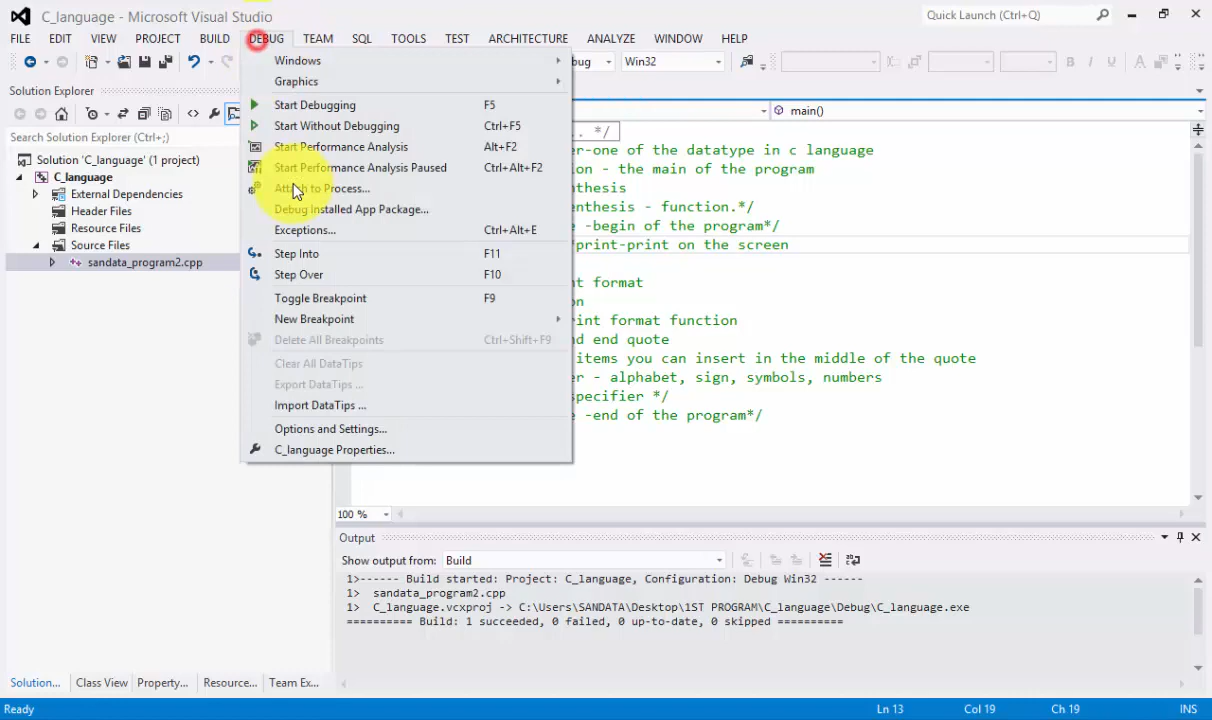 C_language - Microsoft Visual Studio
Quick Launch (Ctrl+Q)
FILE EDIT VIEW PROJECT BUILD DEBUG TEAM SQL TOOLS TEST ARCHITECTURE ANALYZE WINDOW HELP
bug Win32
Solution Explorer
Search Solution Explorer (Ctrl+;)
Solution 'C_language' (1 project)
C_language
External Dependencies
Header Files
Resource Files
Source Files
sandata_program2.cpp
Windows
Graphics
Start Debugging F5
Start Without Debugging Ctrl+F5
Start Performance Analysis Alt+F2
Start Performance Analysis Paused Ctrl+Alt+F2
Attach to Process...
Debug Installed App Package...
Exceptions... Ctrl+Alt+E
Step Into F11
Step Over F10
Toggle Breakpoint F9
New Breakpoint
Delete All Breakpoints Ctrl+Shift+F9
Clear All DataTips
Export DataTips ...
Import DataTips ...
Options and Settings...
C_language Properties...
main()
.. */
er-one of the datatype in c language
on - the main of the program
nthesis
enthesis - function.*/
e -begin of the program*/
print-print on the screen
nt format
on
int format function
nd end quote
items you can insert in the middle of the quote
er - alphabet, sign, symbols, numbers
specifier */
e -end of the program*/
100 %
Output
Show output from: Build
1>------ Build started: Project: C_language, Configuration: Debug Win32 ------
1> sandata_program2.cpp
1> C_language.vcxproj -> C:\Users\SANDATA\Desktop\1ST PROGRAM\C_language\Debug\C_language.exe
========== Build: 1 succeeded, 0 failed, 0 up-to-date, 0 skipped ==========
Solution... Class View Property... Resource... Team Ex...
Ready Ln 13 Col 19 Ch 19 INS